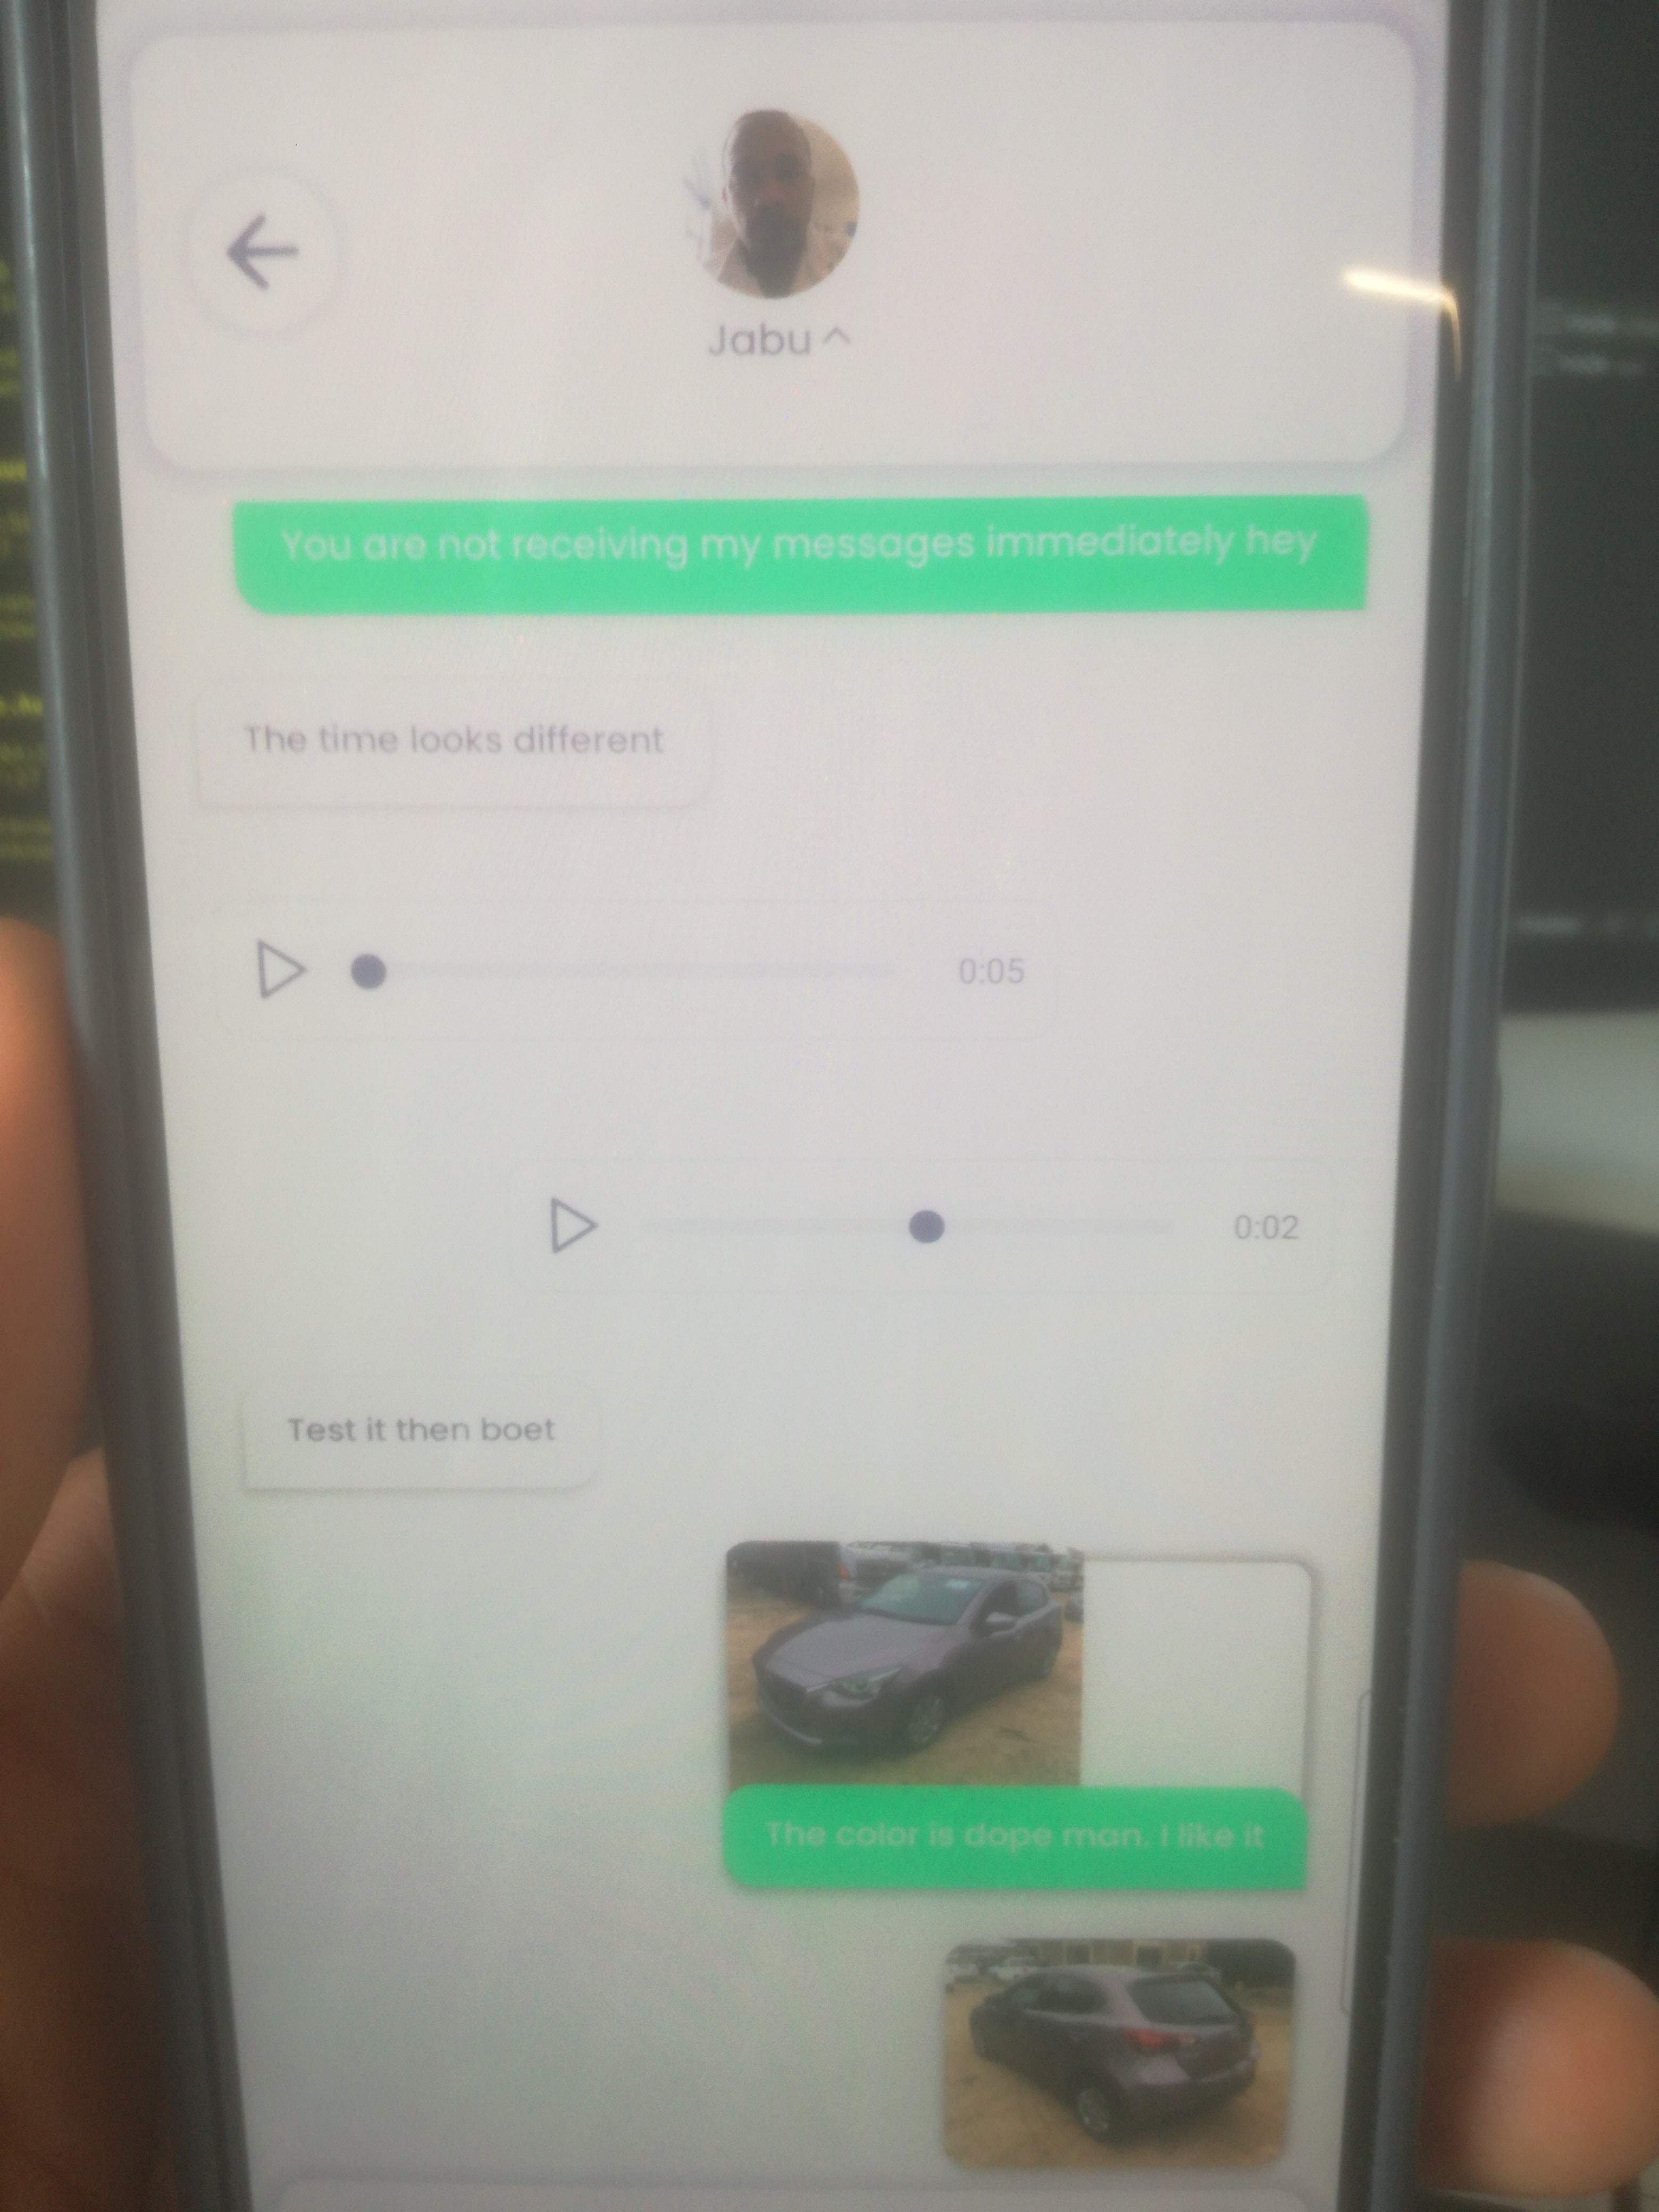 Jabu
You are not receiving my messages immediately hey
The time looks different
0:05
0:02
Test it then boet
The color is dope man. I like it